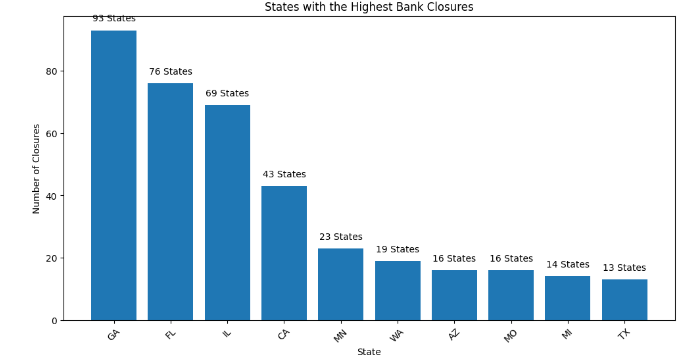 States with the Highest Bank Closures
93 States
76 States
69 States
43 States
23 States
19 States
16 States
16 States
14 States
13 States
80
60
40
20
0
Number of Closures
GA
FL
IL
CA
MN
WA
AZ
MO
MI
TX
State